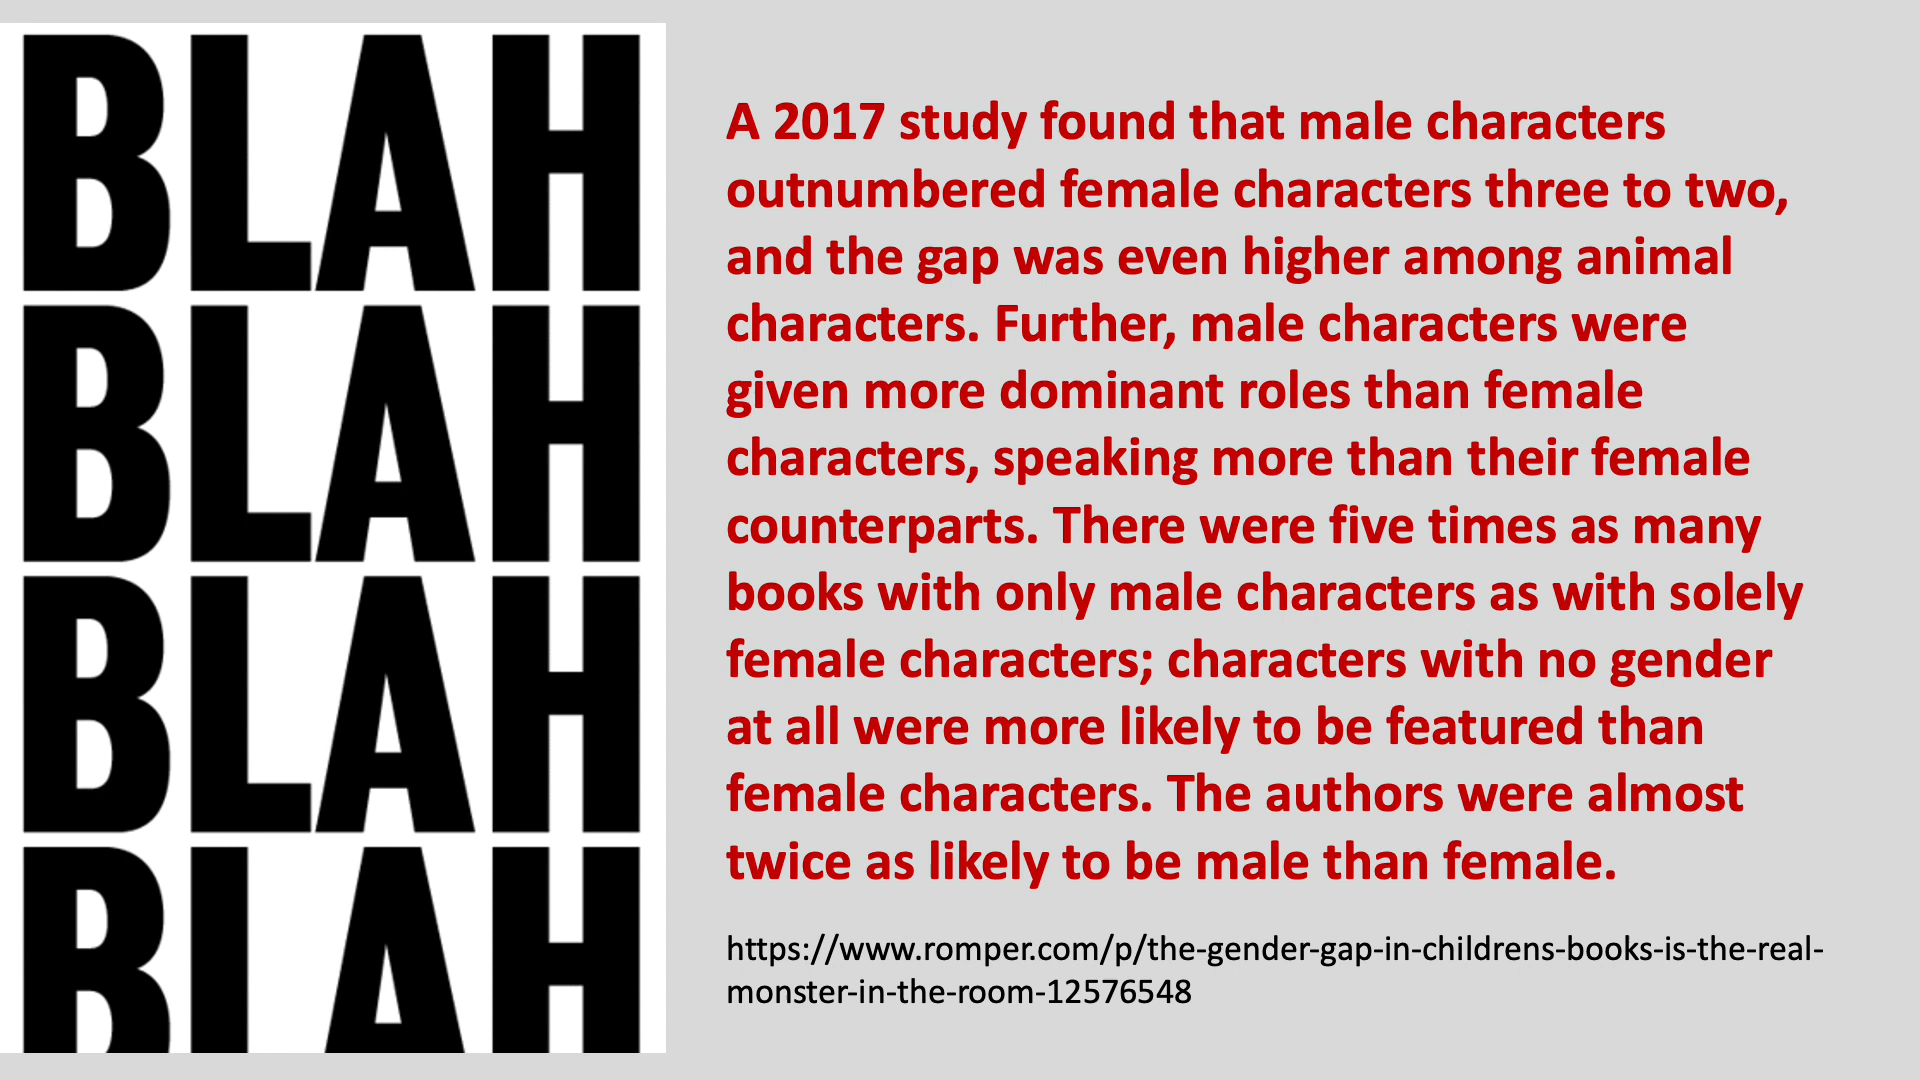 BLAH
BLAH
BLAH
BLAH
A 2017 study found that male characters
outnumbered female characters three to two,
and the gap was even higher among animal
characters. Further, male characters were
given more dominant roles than female
characters, speaking more than their female
counterparts. There were five times as many
books with only male characters as with solely
female characters; characters with no gender
at all were more likely to be featured than
female characters. The authors were almost
twice as likely to be male than female.
https://www.romper.com/p/the-gender-gap-in-childrens-books-is-the-real-
monster-in-the-room-12576548